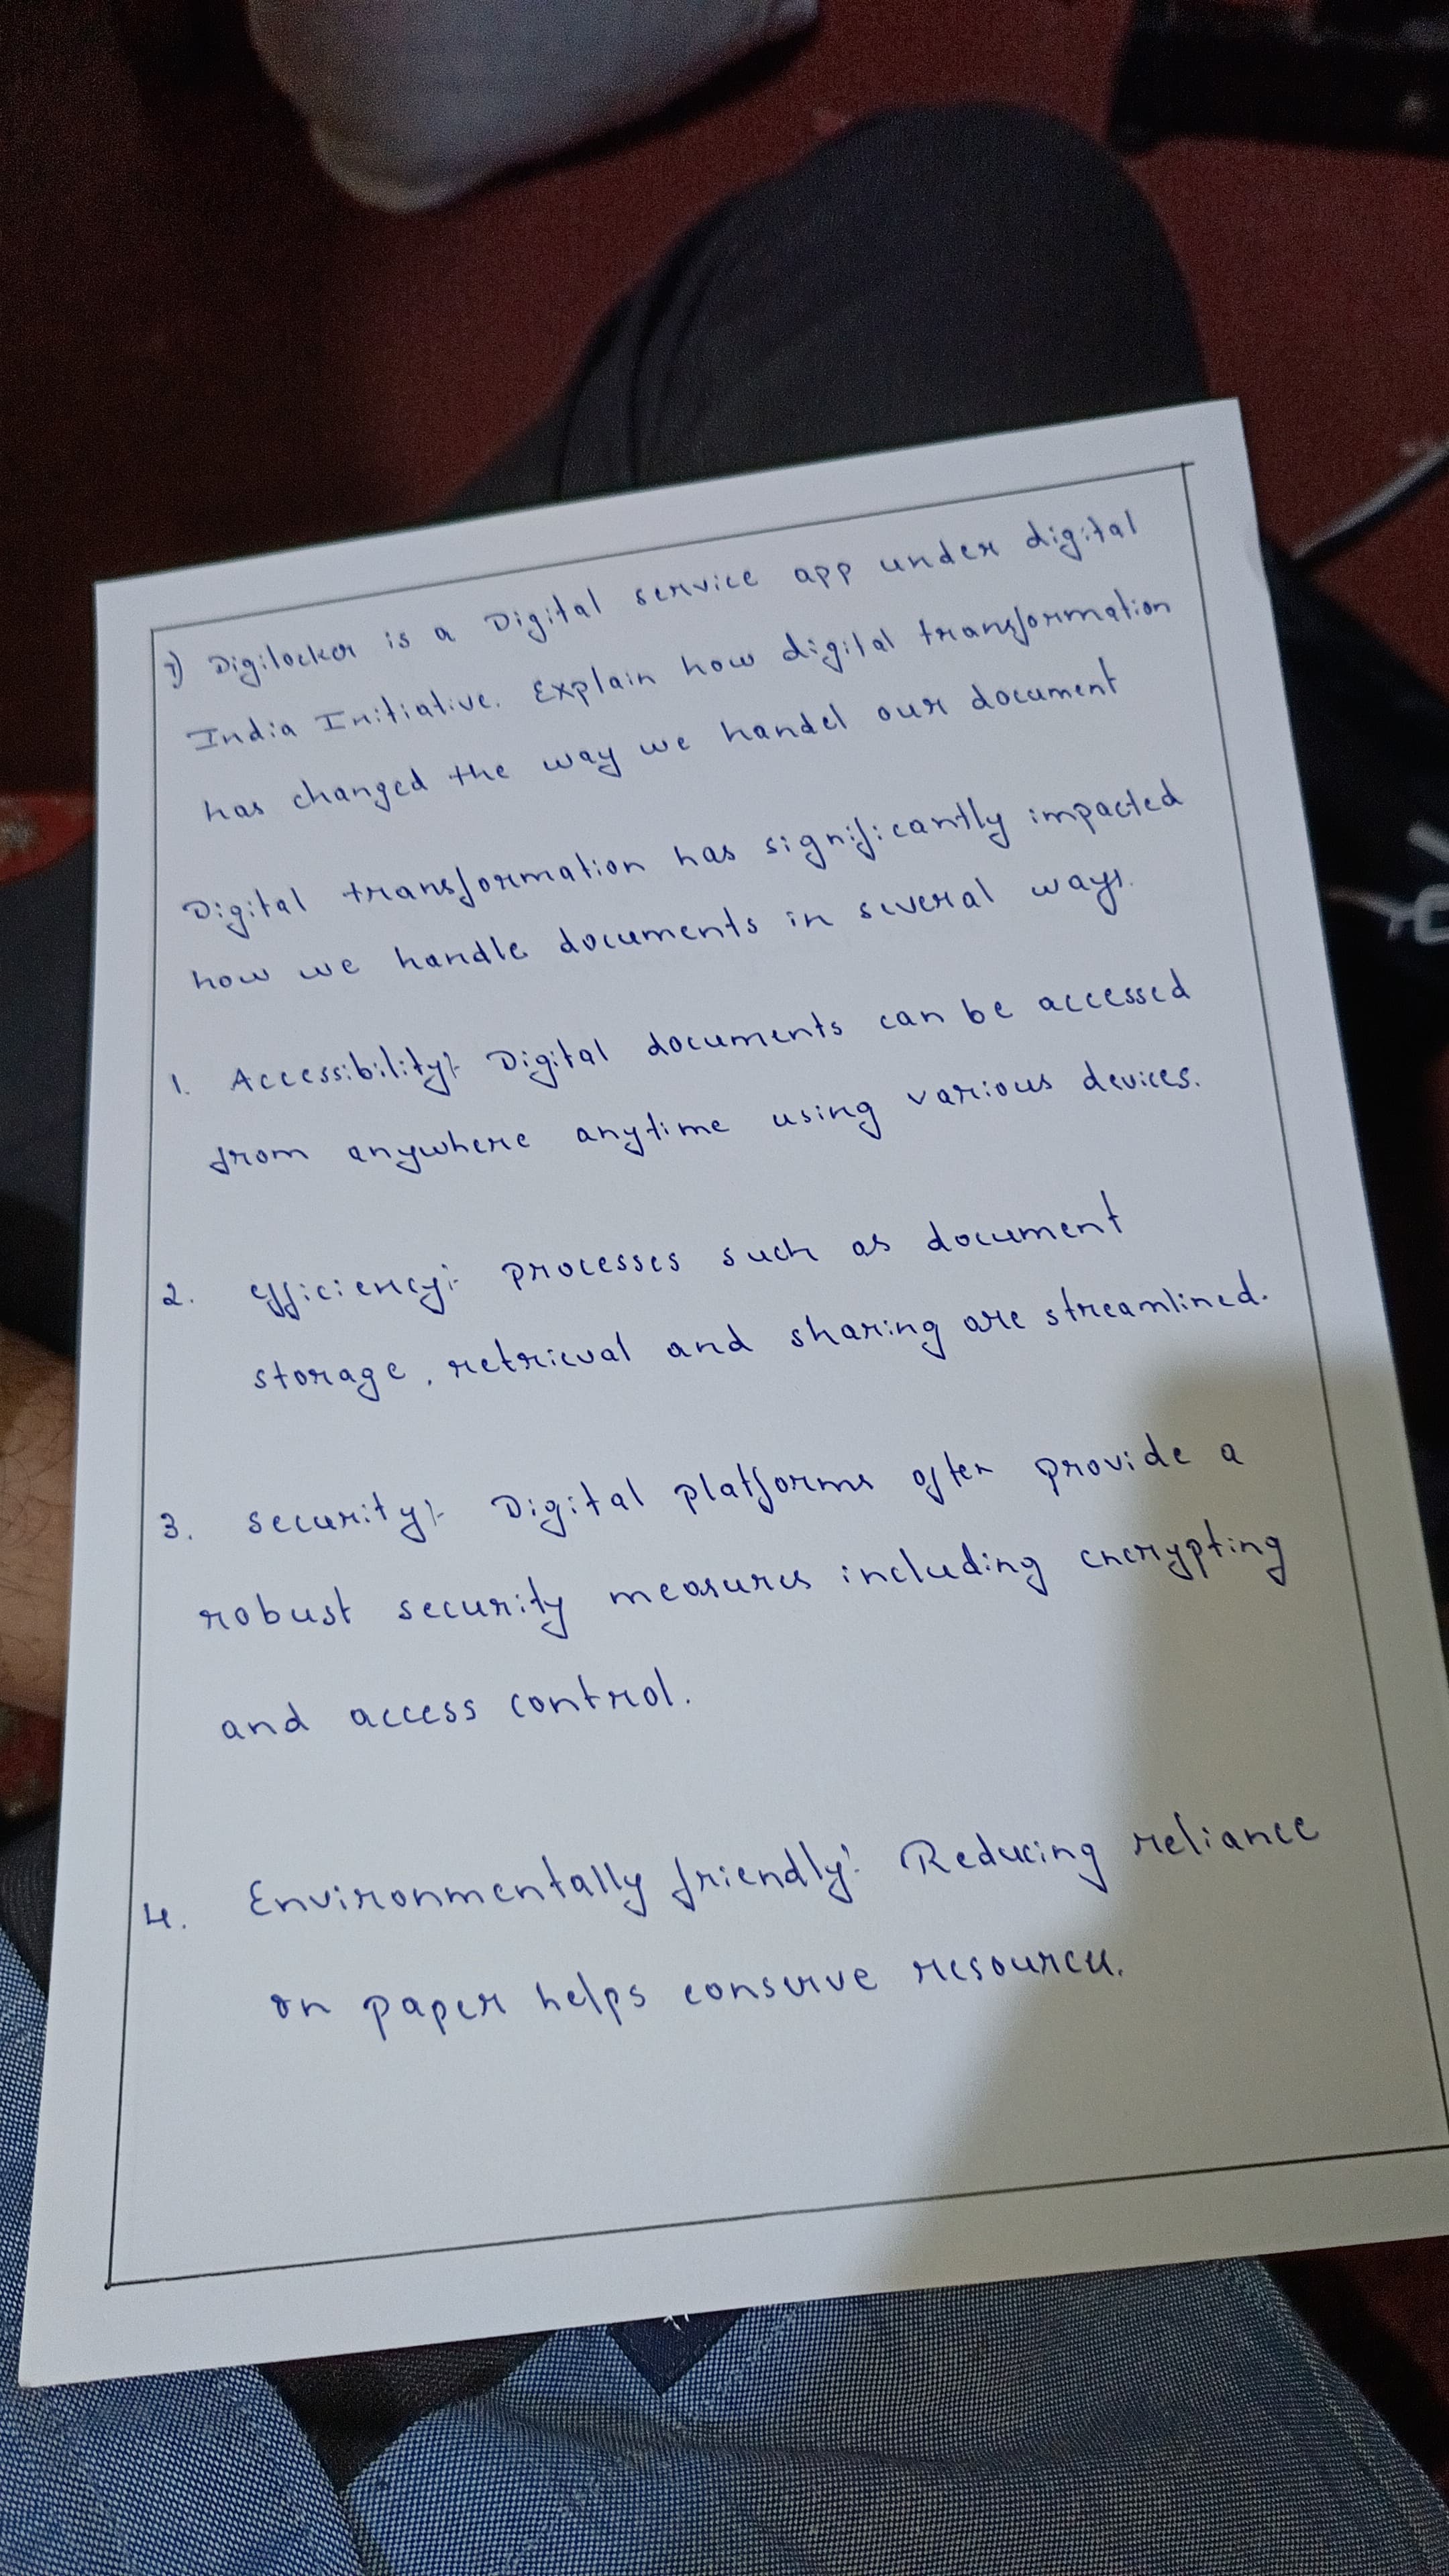 1) Digilocker is a Digital service app under digital
India Initiative. Explain how digital transformation
has changed the way we handel our document
Digital transformation has significantly impacted
how we handle documents in several ways.
1. Accessibility:- Digital documents can be accessed
from anywhere anytime using various devices.
2. efficiency:- processes such as document
storage, retrieval and sharing are streamlined.
3. security:- Digital platforms often provide a
robust security measures including encrypting
and access control.
4. Environmentally friendly:- Reducing reliance
on paper helps conserve resources.